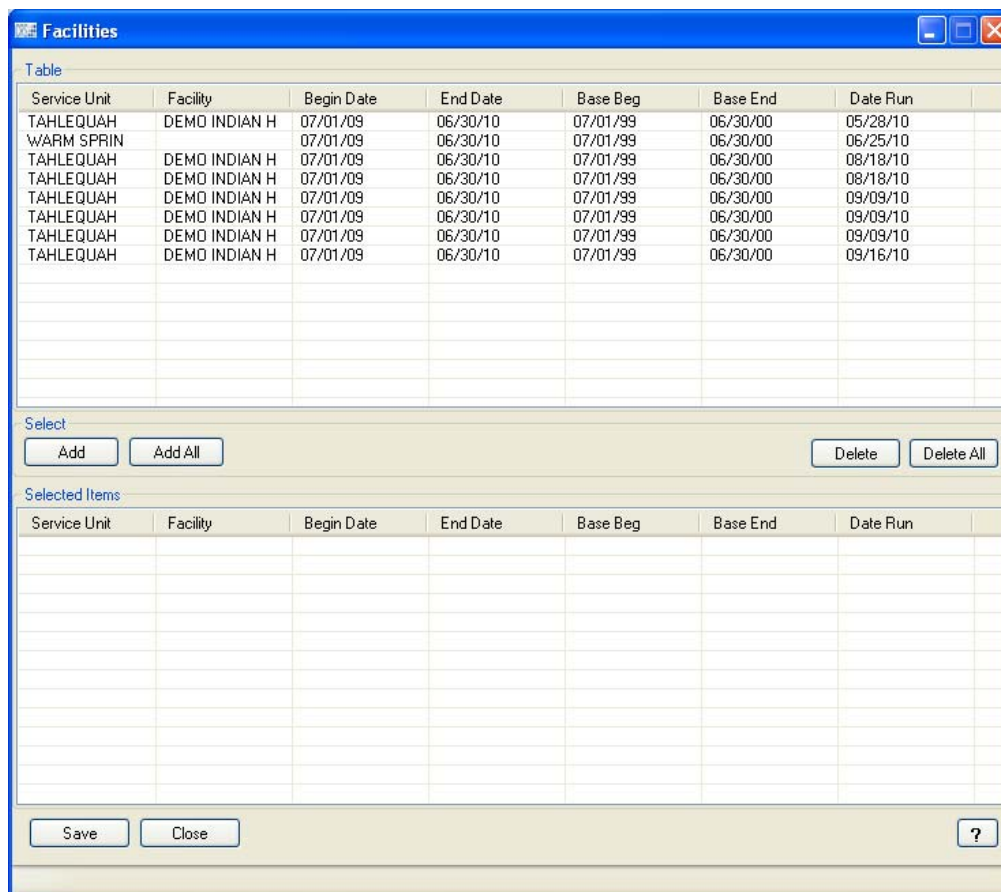 Facilities
Table
Service Unit Facility Begin Date End Date Base Beg Base End Date Run
TAHLEQUAH DEMO INDIAN H 07/01/09 06/30/10 07/01/99 06/30/00 05/28/10
WARM SPRIN 07/01/09 06/30/10 07/01/99 06/30/00 06/25/10
TAHLEQUAH DEMO INDIAN H 07/01/09 06/30/10 07/01/99 06/30/00 08/18/10
TAHLEQUAH DEMO INDIAN H 07/01/09 06/30/10 07/01/99 06/30/00 08/18/10
TAHLEQUAH DEMO INDIAN H 07/01/09 06/30/10 07/01/99 06/30/00 09/09/10
TAHLEQUAH DEMO INDIAN H 07/01/09 06/30/10 07/01/99 06/30/00 09/09/10
TAHLEQUAH DEMO INDIAN H 07/01/09 06/30/10 07/01/99 06/30/00 09/09/10
TAHLEQUAH DEMO INDIAN H 07/01/09 06/30/10 07/01/99 06/30/00 09/16/10
Select
Add Add All Delete Delete All
Selected Items
Service Unit Facility Begin Date End Date Base Beg Base End Date Run
Save Close ?